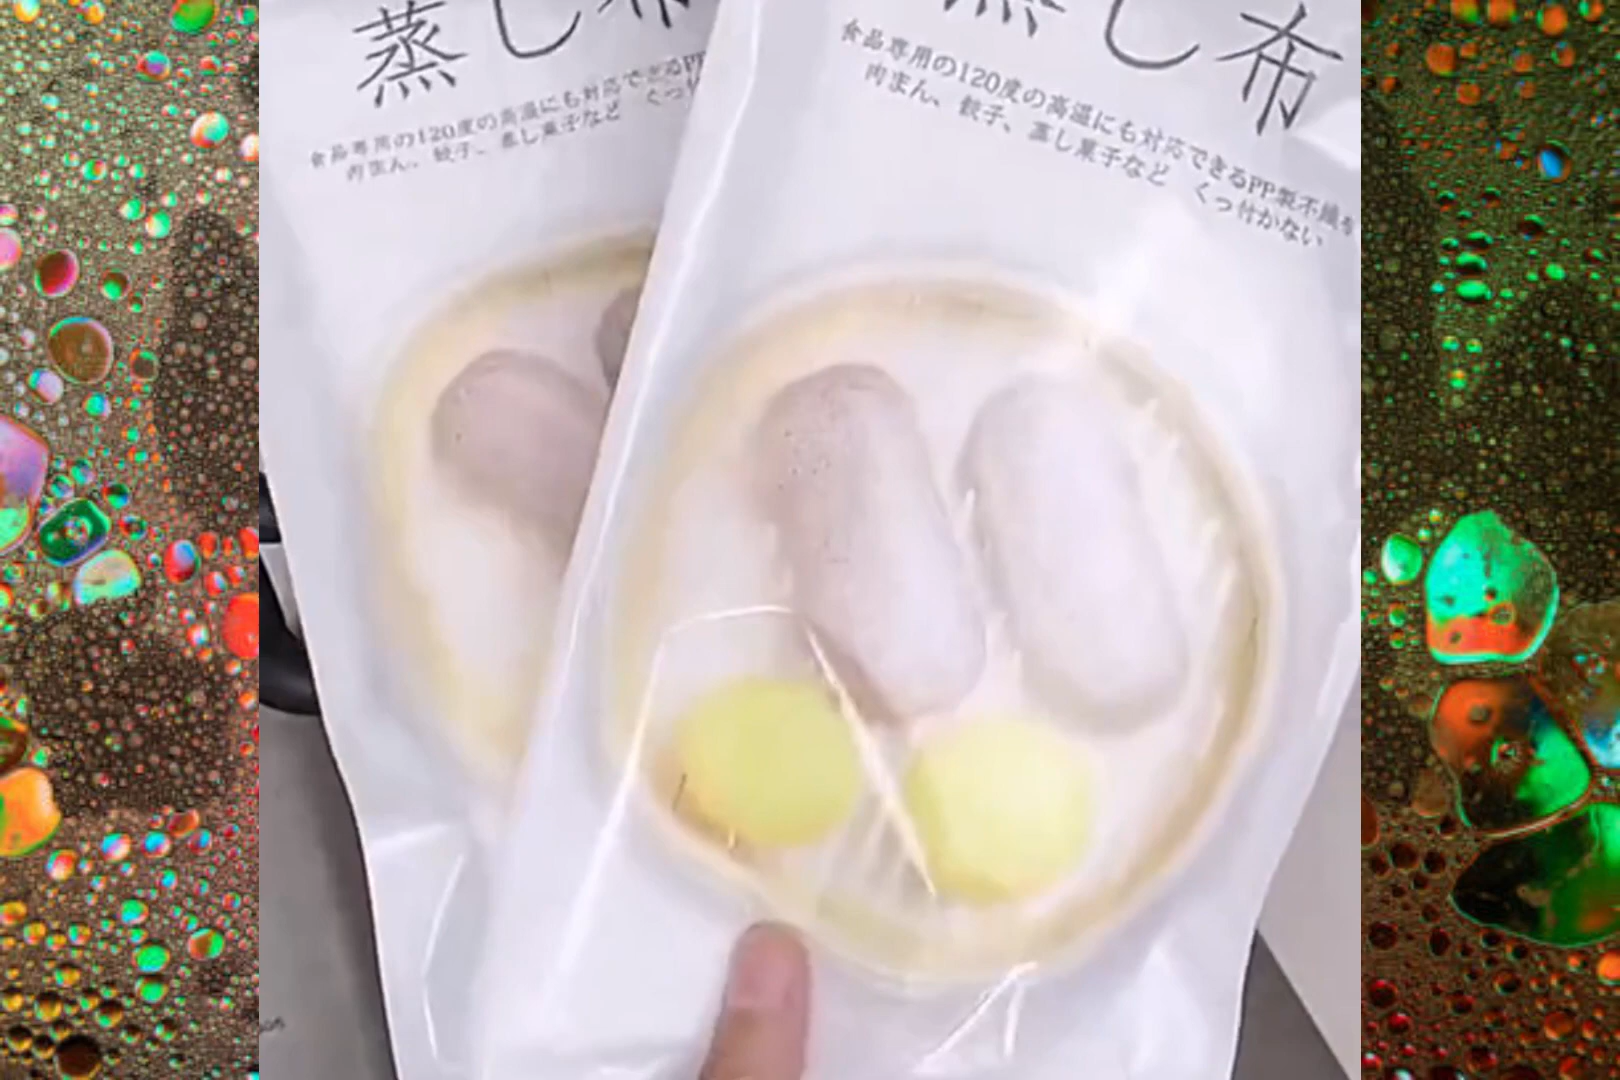 蒸し布
食品専用の120度の高温にも対応できるPP
肉まん、餃子、蒸し菓子など くっ
蒸し布
食品専用の120度の高温にも対応できるPP製不織布
肉まん、餃子、蒸し菓子など くっ付かない